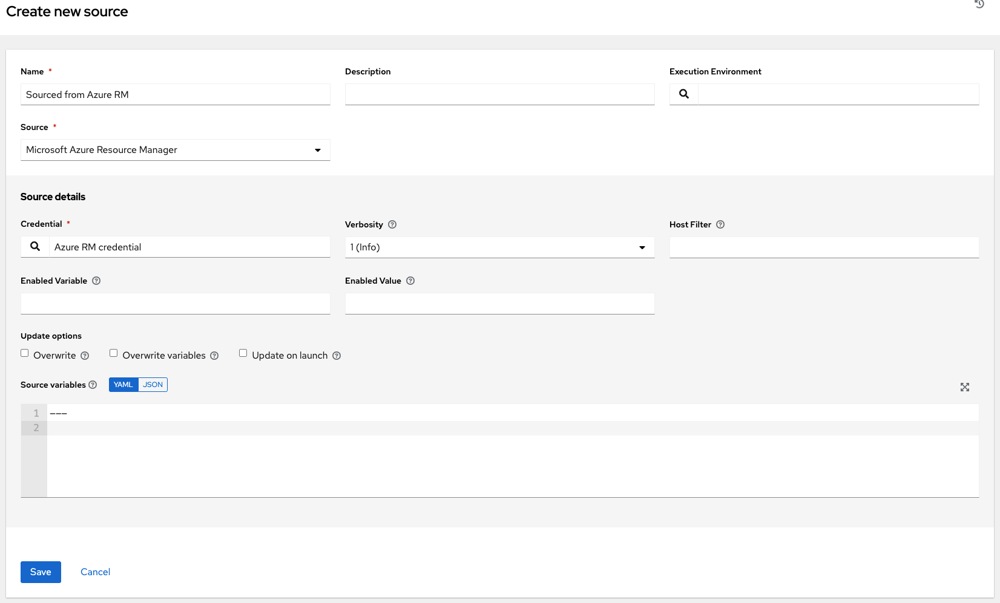 Create new source
Name *
Description
Execution Environment
Sourced from Azure RM
Source *
Microsoft Azure Resource Manager
Source details
Credential *
Verbosity
Host Filter
Azure RM credential
1 (Info)
Enabled Variable
Enabled Value
Update options
Overwrite
Overwrite variables
Update on launch
Source variables
YAML
JSON
1 ---
2
Save
Cancel